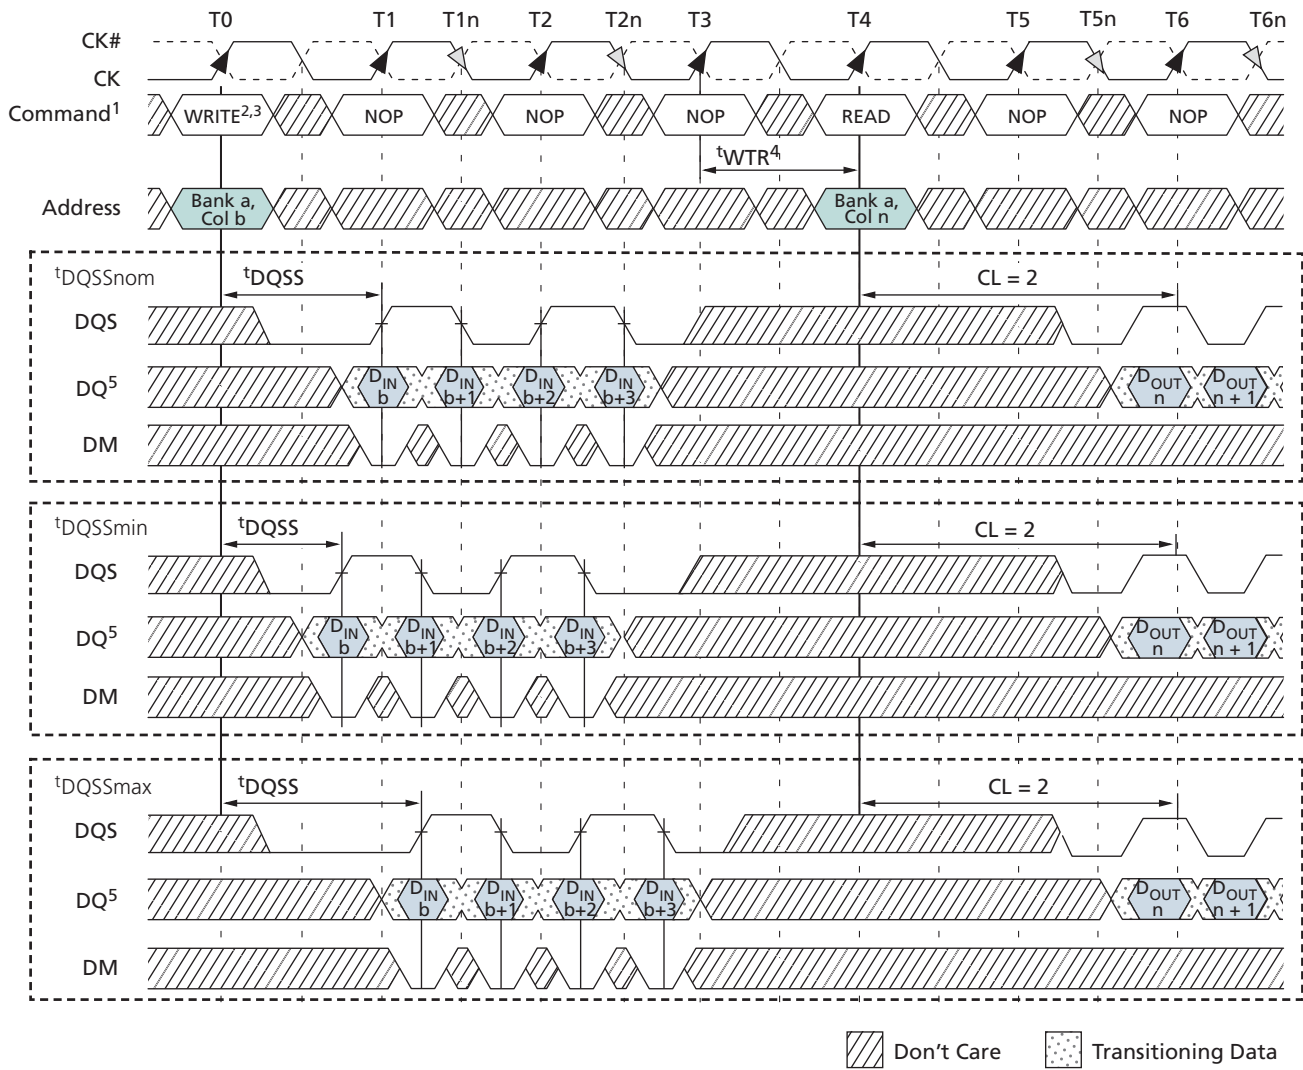 T0 T1 T1n T2 T2n T3 T4 T5 T5n T6 T6n
CK#
CK
Command1 WRITE2,3 NOP NOP NOP READ NOP NOP
tWTR4
Address Bank a, Col b Bank a, Col n
tDQSSnom tDQSS CL = 2
DQS
DQ5 DIN b DIN b+1 DIN b+2 DIN b+3 DOUT n DOUT n + 1
DM
tDQSSmin tDQSS CL = 2
DQS
DQ5 DIN b DIN b+1 DIN b+2 DIN b+3 DOUT n DOUT n + 1
DM
tDQSSmax tDQSS CL = 2
DQS
DQ5 DIN b DIN b+1 DIN b+2 DIN b+3 DOUT n DOUT n + 1
DM
Don't Care Transitioning Data